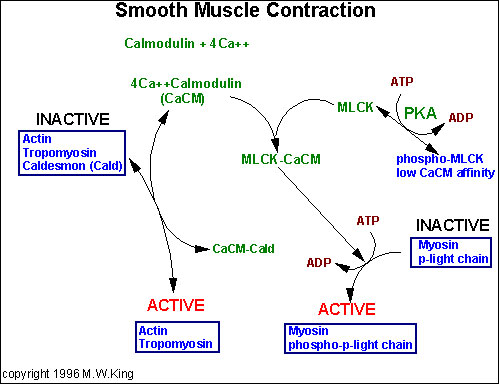 Smooth Muscle Contraction
Calmodulin + 4Ca++
4Ca++Calmodulin
(CaCM)
ATP
MLCK
PKA
ADP
INACTIVE
Actin
Tropomyosin
Caldesmon (Cald)
MLCK-CaCM
phospho-MLCK
low CaCM affinity
ATP
INACTIVE
Myosin
p-light chain
CaCM-Cald
ADP
ACTIVE
Actin
Tropomyosin
ACTIVE
Myosin
phospho-p-light chain
copyright 1996 M.W.King